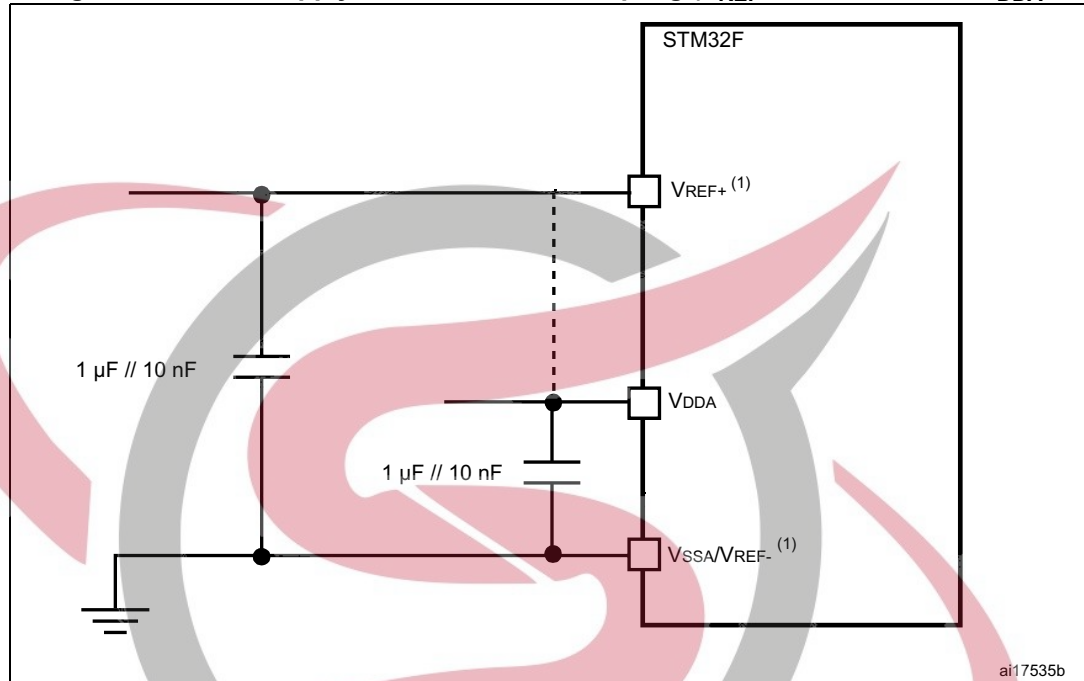 STM32F
VREF+ (1)
1 µF // 10 nF
VDDA
1 µF // 10 nF
VSSA/VREF- (1)
ai17535b